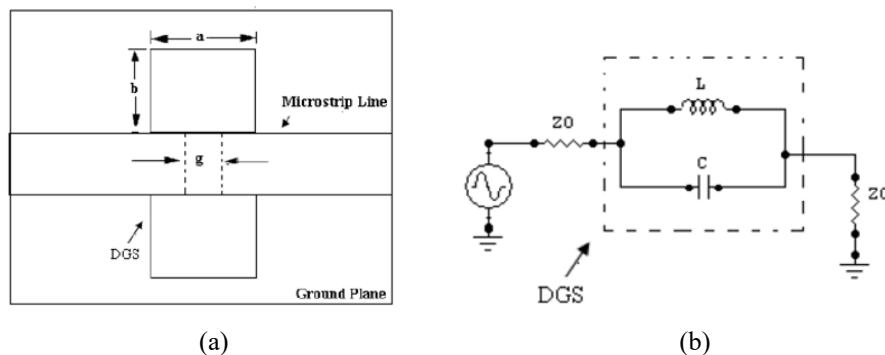 a
b
Microstrip Line
g
DGS
Ground Plane
(a)
L
Z0
C
Z0
DGS
(b)